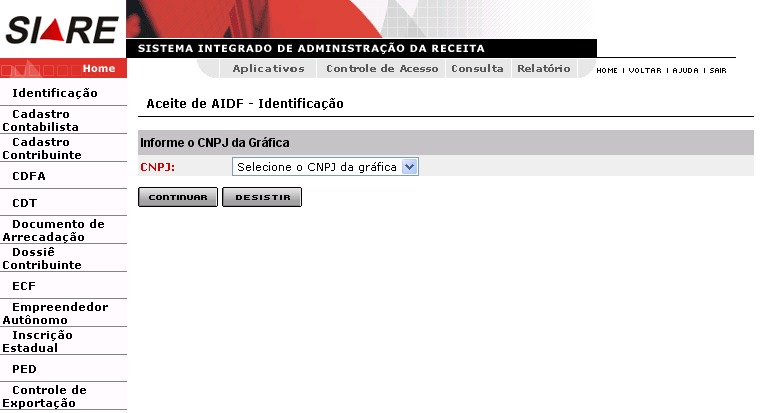 SIARE
SISTEMA INTEGRADO DE ADMINISTRAÇÃO DA RECEITA
Home
Aplicativos Controle de Acesso Consulta Relatório HOME | VOLTAR | AJUDA | SAIR
Identificação
Cadastro
Contabilista
Cadastro
Contribuinte
CDFA
CDT
Documento de
Arrecadação
Dossiê
Contribuinte
ECF
Empreendedor
Autônomo
Inscrição
Estadual
PED
Controle de
Exportação
Aceite de AIDF - Identificação
Informe o CNPJ da Gráfica
CNPJ: Selecione o CNPJ da gráfica
CONTINUAR DESISTIR